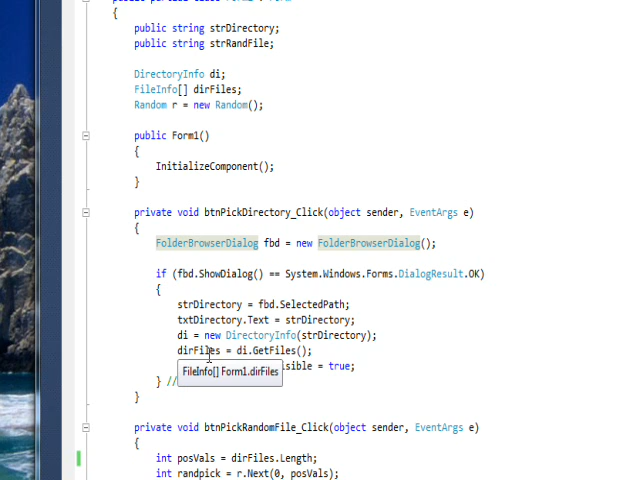 {
public string strDirectory;
public string strRandFile;
DirectoryInfo di;
FileInfo[] dirFiles;
Random r = new Random();
public Form1()
{
InitializeComponent();
}
private void btnPickDirectory_Click(object sender, EventArgs e)
{
FolderBrowserDialog fbd = new FolderBrowserDialog();
if (fbd.ShowDialog() == System.Windows.Forms.DialogResult.OK)
{
strDirectory = fbd.SelectedPath;
txtDirectory.Text = strDirectory;
di = new DirectoryInfo(strDirectory);
dirFiles = di.GetFiles();
isible = true;
FileInfo[] Form1.dirFiles
} //
}
private void btnPickRandomFile_Click(object sender, EventArgs e)
{
int posVals = dirFiles.Length;
int randpick = r.Next(0, posVals);